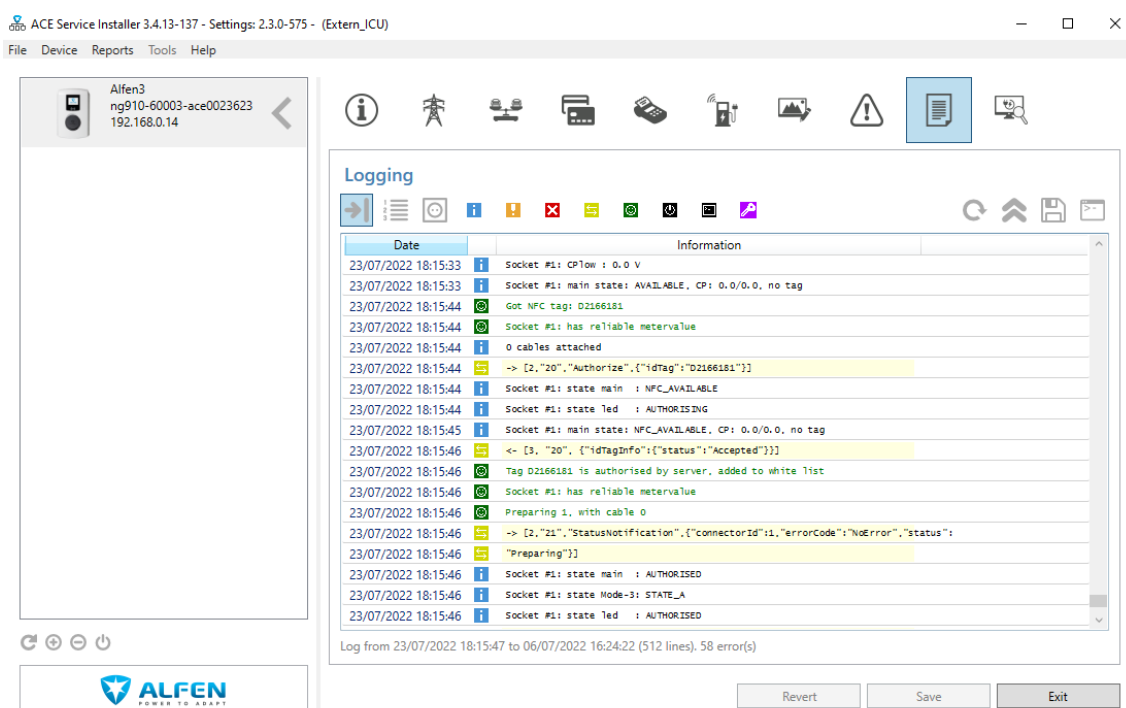 ACE Service Installer 3.4.13-137 - Settings: 2.3.0-575 - (Extern_ICU)
File Device Reports Tools Help
Alfen3
ng910-60003-ace0023623
192.168.0.14
Logging
Date Information
23/07/2022 18:15:33 Socket #1: CPlow : 0.0 V
23/07/2022 18:15:33 Socket #1: main state: AVAILABLE, CP: 0.0/0.0, no tag
23/07/2022 18:15:44 Got NFC tag: D2166181
23/07/2022 18:15:44 Socket #1: has reliable metervalue
23/07/2022 18:15:44 0 cables attached
23/07/2022 18:15:44 -> [2,"20","Authorize",{"idTag":"D2166181"}]
23/07/2022 18:15:44 Socket #1: state main : NFC_AVAILABLE
23/07/2022 18:15:44 Socket #1: state led : AUTHORISING
23/07/2022 18:15:45 Socket #1: main state: NFC_AVAILABLE, CP: 0.0/0.0, no tag
23/07/2022 18:15:46 <- [3, "20", {"idTagInfo":{"status":"Accepted"}}]
23/07/2022 18:15:46 Tag D2166181 is authorised by server, added to white list
23/07/2022 18:15:46 Socket #1: has reliable metervalue
23/07/2022 18:15:46 Preparing 1, with cable 0
23/07/2022 18:15:46 -> [2,"21","StatusNotification",{"connectorId":1,"errorCode":"NoError","status":
23/07/2022 18:15:46 "Preparing"}]
23/07/2022 18:15:46 Socket #1: state main : AUTHORISED
23/07/2022 18:15:46 Socket #1: state Mode-3: STATE_A
23/07/2022 18:15:46 Socket #1: state led : AUTHORISED
Log from 23/07/2022 18:15:47 to 06/07/2022 16:24:22 (512 lines). 58 error(s)
ALFEN
POWER TO ADAPT
Revert Save Exit